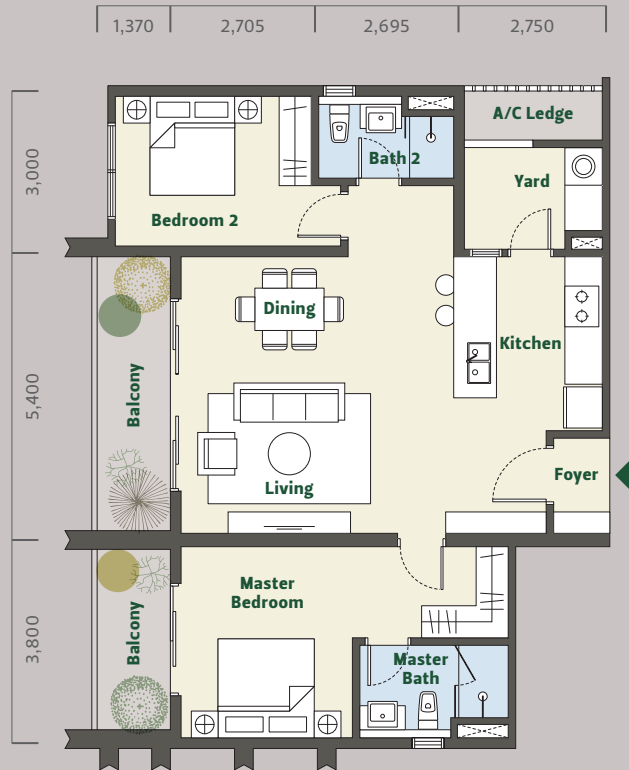 1,370
2,705
2,695
2,750
3,000
5,400
3,800
A/C Ledge
Bath 2
Yard
Bedroom 2
Dining
Kitchen
Balcony
Living
Foyer
Master
Bedroom
Balcony
Master
Bath